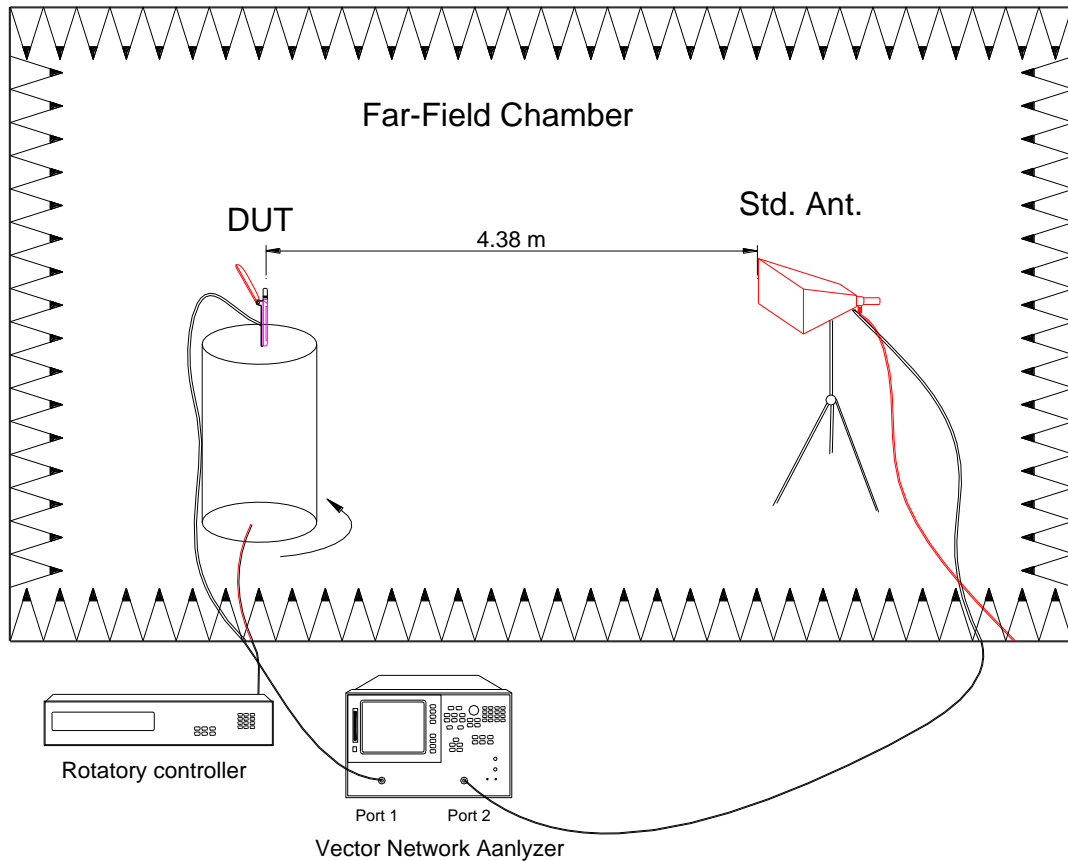 Far-Field Chamber
Std. Ant.
DUT
4.38 m
Rotatory controller
Port 1
Port 2
Vector Network Aanlyzer